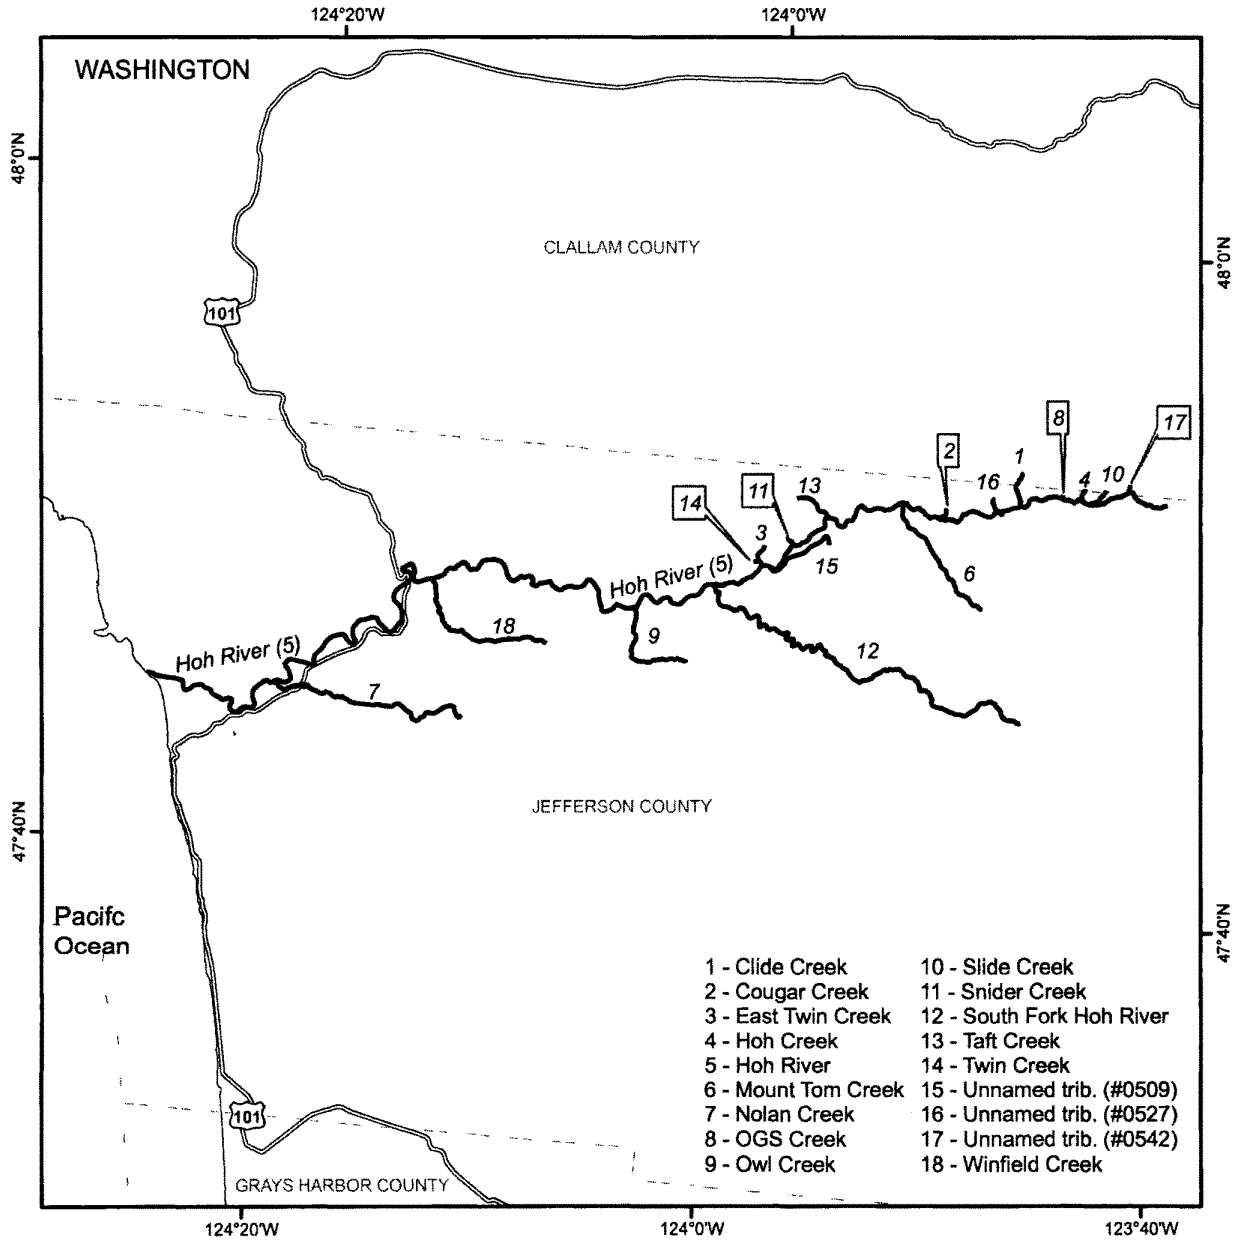 124°20'W
124°0'W
WASHINGTON
48°0'N
48°0'N
CLALLAM COUNTY
101
17
8
2
1
16
4
10
13
11
14
3
15
6
Hoh River (5)
18
9
12
Hoh River (5)
7
JEFFERSON COUNTY
47°40'N
47°40'N
Pacifc
Ocean
1 - Clide Creek
2 - Cougar Creek
3 - East Twin Creek
4 - Hoh Creek
5 - Hoh River
6 - Mount Tom Creek
7 - Nolan Creek
8 - OGS Creek
9 - Owl Creek
10 - Slide Creek
11 - Snider Creek
12 - South Fork Hoh River
13 - Taft Creek
14 - Twin Creek
15 - Unnamed trib. (#0509)
16 - Unnamed trib. (#0527)
17 - Unnamed trib. (#0542)
18 - Winfield Creek
101
GRAYS HARBOR COUNTY
124°20'W
124°0'W
123°40'W